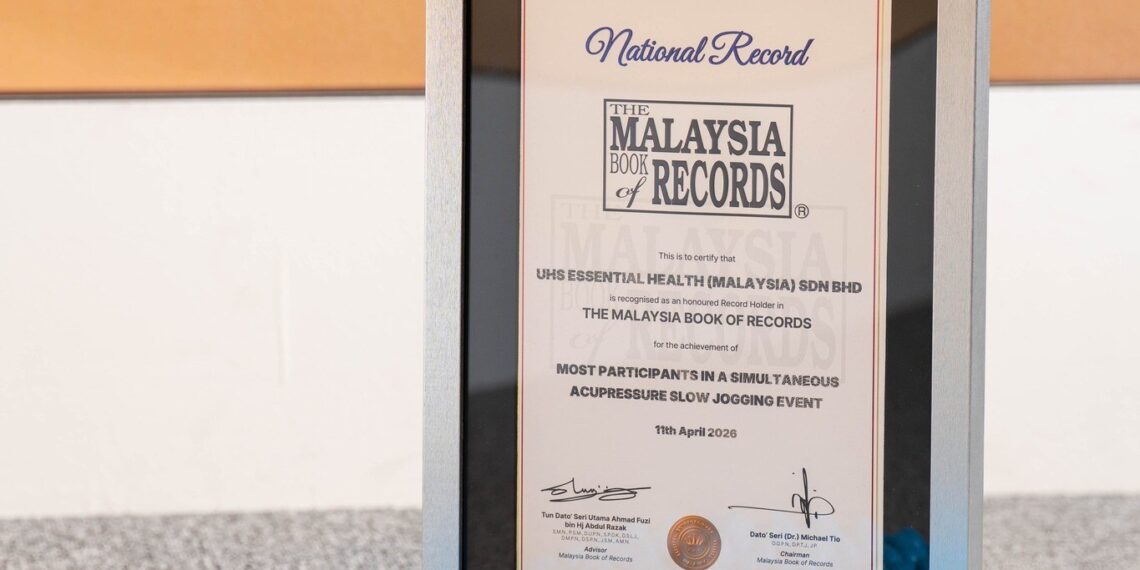 National Record
THE
MALAYSIA
BOOK
of RECORDS
®
This is to certify that
UHS ESSENTIAL HEALTH (MALAYSIA) SDN BHD
is recognised as an honoured Record Holder in
THE MALAYSIA BOOK OF RECORDS
for the achievement of
MOST PARTICIPANTS IN A SIMULTANEOUS
ACUPRESSURE SLOW JOGGING EVENT
11th April 2026
Tun Dato' Seri Utama Ahmad Fuzi
bin Hj Abdul Razak
Advisor
Malaysia Book of Records
Dato' Seri (Dr.) Michael Tio
Chairman
Malaysia Book of Records